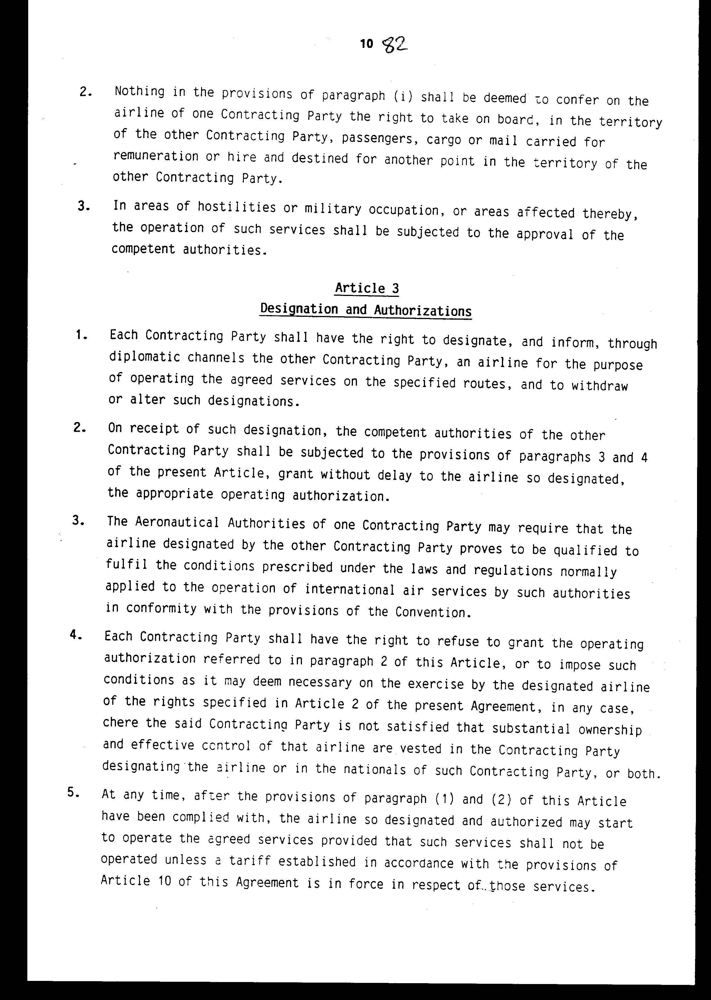 10 82
2. Nothing in the provisions of paragraph (i) shall be deemed to confer on the
airline of one Contracting Party the right to take on board, in the territory
of the other Contracting Party, passengers, cargo or mail carried for
remuneration or hire and destined for another point in the territory of the
other Contracting Party.
3. In areas of hostilities or military occupation, or areas affected thereby,
the operation of such services shall be subjected to the approval of the
competent authorities.
Article 3
Designation and Authorizations
1. Each Contracting Party shall have the right to designate, and inform, through
diplomatic channels the other Contracting Party, an airline for the purpose
of operating the agreed services on the specified routes, and to withdraw
or alter such designations.
2. On receipt of such designation, the competent authorities of the other
Contracting Party shall be subjected to the provisions of paragraphs 3 and 4
of the present Article, grant without delay to the airline so designated,
the appropriate operating authorization.
3. The Aeronautical Authorities of one Contracting Party may require that the
airline designated by the other Contracting Party proves to be qualified to
fulfil the conditions prescribed under the laws and regulations normally
applied to the operation of international air services by such authorities
in conformity with the provisions of the Convention.
4. Each Contracting Party shall have the right to refuse to grant the operating
authorization referred to in paragraph 2 of this Article, or to impose such
conditions as it may deem necessary on the exercise by the designated airline
of the rights specified in Article 2 of the present Agreement, in any case,
chere the said Contracting Party is not satisfied that substantial ownership
and effective control of that airline are vested in the Contracting Party
designating the airline or in the nationals of such Contracting Party, or both.
5. At any time, after the provisions of paragraph (1) and (2) of this Article
have been complied with, the airline so designated and authorized may start
to operate the agreed services provided that such services shall not be
operated unless a tariff established in accordance with the provisions of
Article 10 of this Agreement is in force in respect of those services.